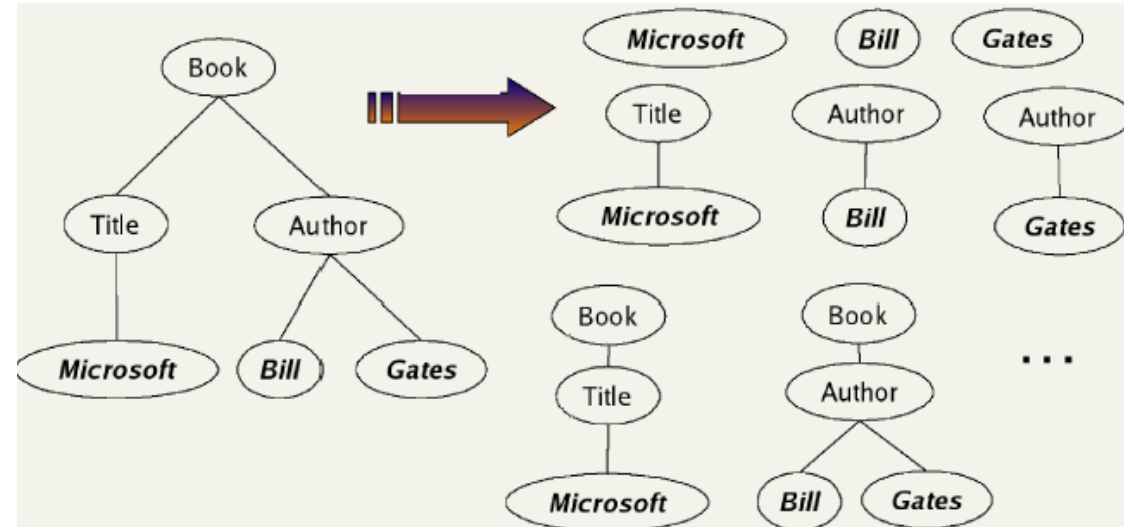 Book
Title
Author
Microsoft
Bill
Gates
Microsoft
Bill
Gates
Title
Author
Author
Microsoft
Bill
Gates
Book
Title
Microsoft
Book
Author
Bill
Gates
...